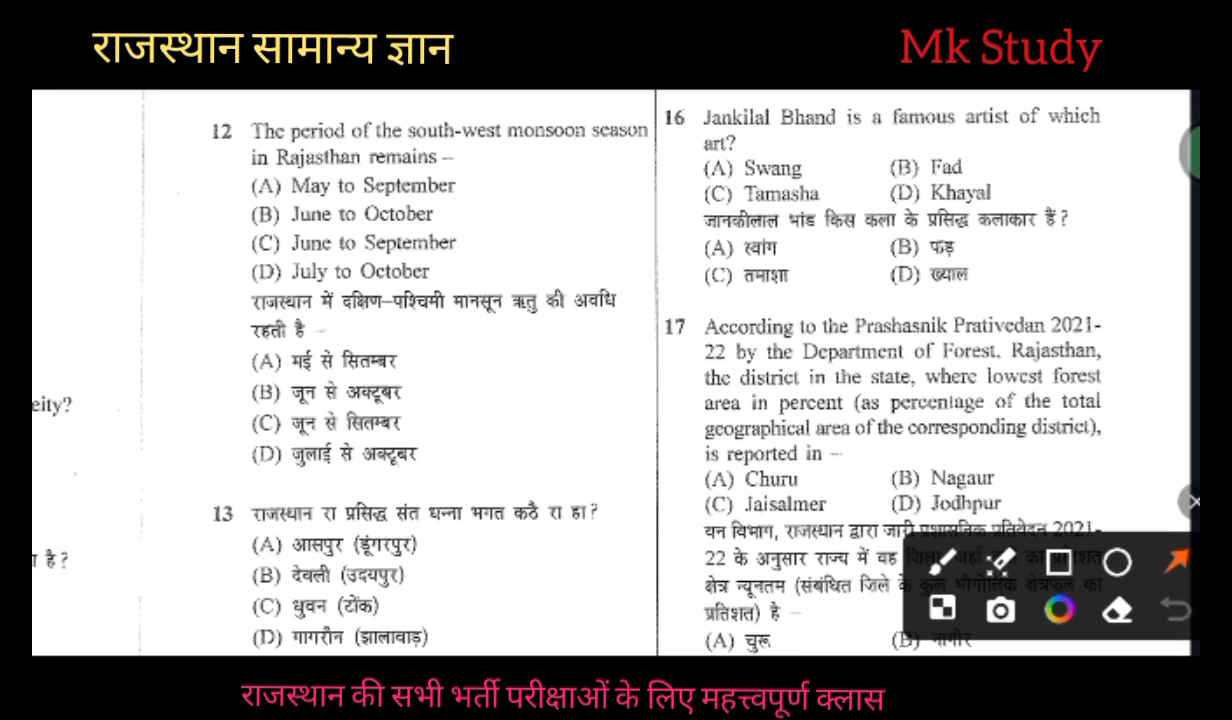 राजस्थान सामान्य ज्ञान
Mk Study
eity?
है?
12 The period of the south-west monsoon season
in Rajasthan remains –
(A) May to September
(B) June to October
(C) June to September
(D) July to October
राजस्थान में दक्षिण–पश्चिमी मानसून ऋतु की अवधि
रहती है –
(A) मई से सितम्बर
(B) जून से अक्टूबर
(C) जून से सितम्बर
(D) जुलाई से अक्टूबर
13 राजस्थान रा प्रसिद्ध संत धन्ना भगत कठै रा हा?
(A) आसपुर (डूंगरपुर)
(B) देवली (उदयपुर)
(C) धुवन (टोंक)
(D) गागरौन (झालावाड़)
16 Jankilal Bhand is a famous artist of which
art?
(A) Swang (B) Fad
(C) Tamasha (D) Khayal
जानकीलाल भांड किस कला के प्रसिद्ध कलाकार हैं?
(A) स्वांग (B) फड़
(C) तमाशा (D) ख्याल
17 According to the Prashasnik Prativedan 2021-
22 by the Department of Forest, Rajasthan,
the district in the state, where lowest forest
area in percent (as percentage of the total
geographical area of the corresponding district),
is reported in –
(A) Churu (B) Nagaur
(C) Jaisalmer (D) Jodhpur
वन विभाग, राजस्थान द्वारा जारी प्रशासनिक प्रतिवेदन 2021-
22 के अनुसार राज्य में वह जिला, जहाँ का प्रतिशत
क्षेत्र न्यूनतम (संबंधित जिले के कुल भौगोलिक क्षेत्रफल का
प्रतिशत) है –
(A) चुरू (B) नागौर
राजस्थान की सभी भर्ती परीक्षाओं के लिए महत्त्वपूर्ण क्लास